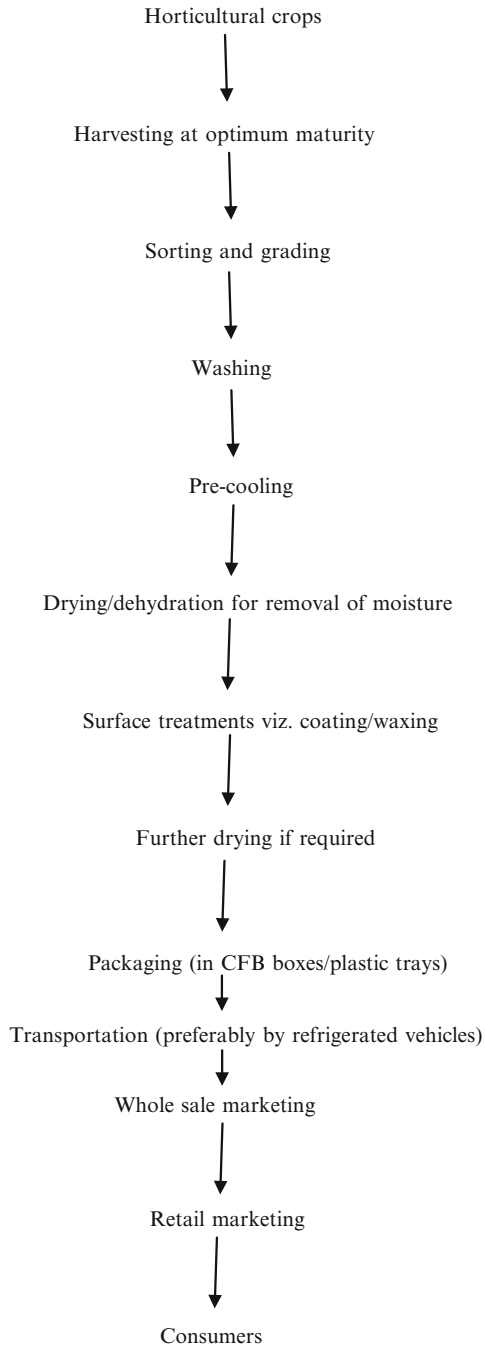 Horticultural crops
Harvesting at optimum maturity
Sorting and grading
Washing
Pre-cooling
Drying/dehydration for removal of moisture
Surface treatments viz. coating/waxing
Further drying if required
Packaging (in CFB boxes/plastic trays)
Transportation (preferably by refrigerated vehicles)
Whole sale marketing
Retail marketing
Consumers